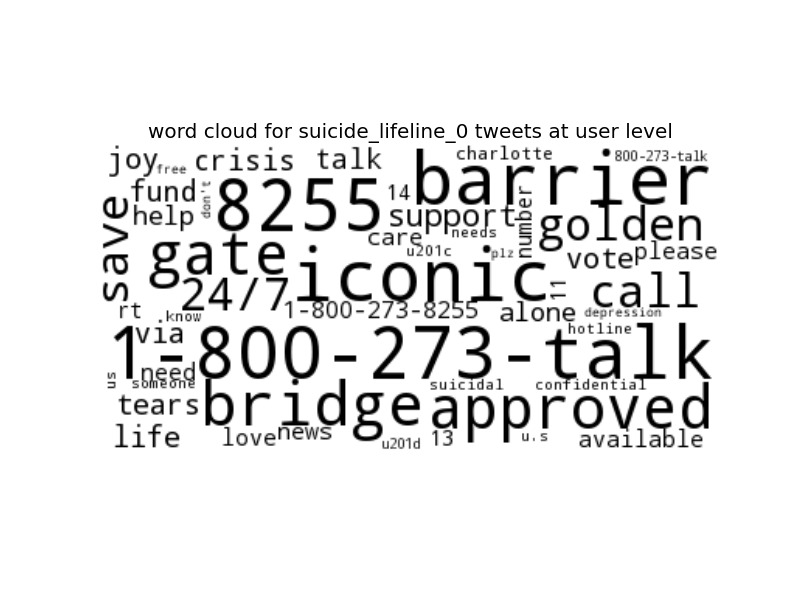 word cloud for suicide_lifeline_0 tweets at user level
joy
free
crisis
talk
barrier
charlotte
800-273-talk
fund
don't
8255
14
help
support
number
golden
save
gate
care
needs
u201c
plz
vote
please
iconic
24/7
11
call
rt
know
1-800-273-8255
alone
depression
via
hotline
1-800-273-talk
us
need
someone
suicidal
confidential
tears
bridge
approved
life
love
news
u201d
13
u.s
available